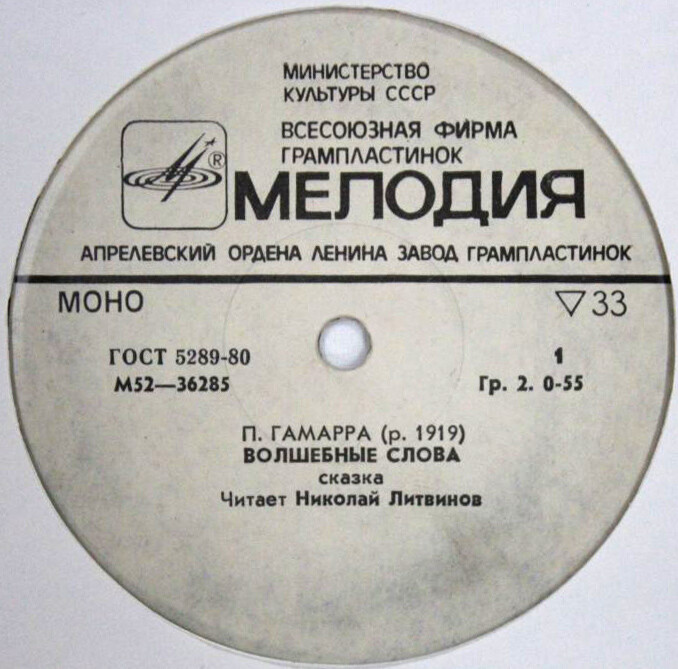 МИНИСТЕРСТВО
КУЛЬТУРЫ СССР
ВСЕСОЮЗНАЯ ФИРМА
ГРАМПЛАСТИНОК
®
МЕЛОДИЯ
АПРЕЛЕВСКИЙ ОРДЕНА ЛЕНИНА ЗАВОД ГРАМПЛАСТИНОК
МОНО ▽33
ГОСТ 5289-80 1
М52—36285 Гр. 2. 0-55
П. ГАМАРРА (р. 1919)
ВОЛШЕБНЫЕ СЛОВА
сказка
Читает Николай Литвинов